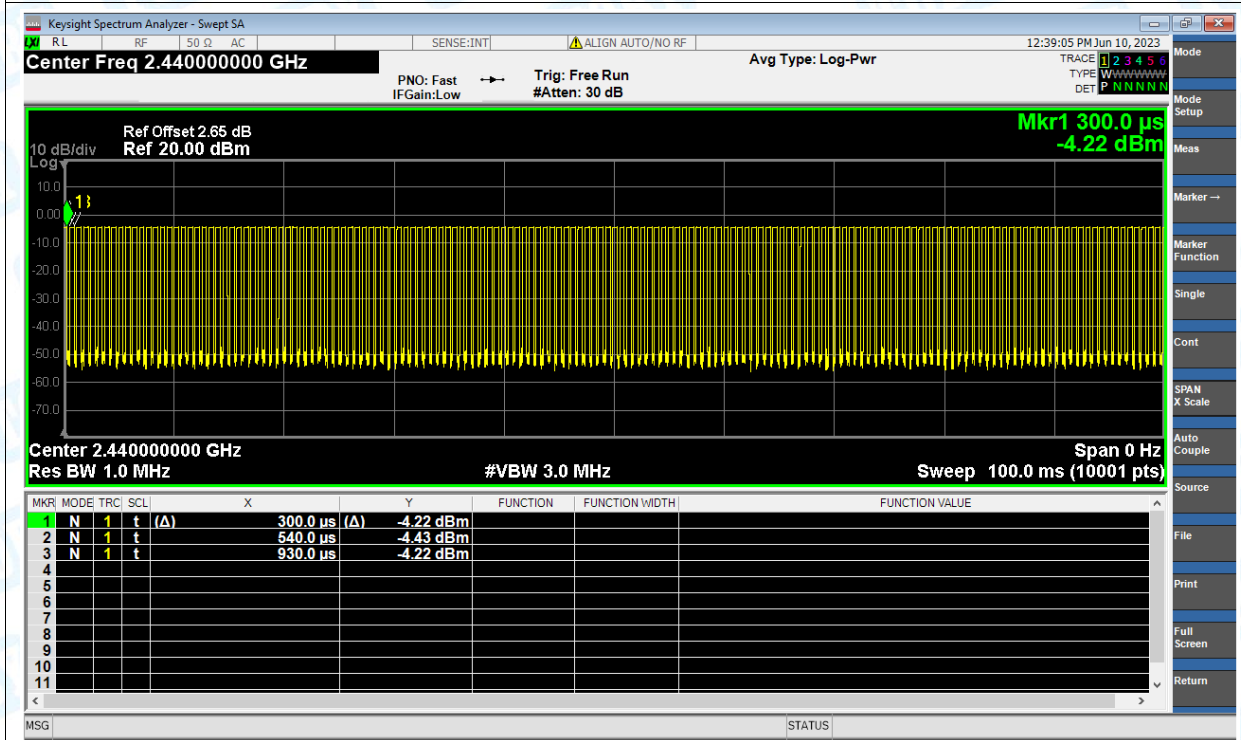 Keysight Spectrum Analyzer - Swept SA
LXI RL RF 50 Ω AC SENSE:INT ALIGN AUTO/NO RF 12:39:05 PM Jun 10, 2023
Center Freq 2.440000000 GHz
PNO: Fast
IFGain:Low
Trig: Free Run
#Atten: 30 dB
Avg Type: Log-Pwr
TRACE 1 2 3 4 5 6
TYPE WWWWWW
DET P N N N N N
Mkr1 300.0 µs
-4.22 dBm
Ref Offset 2.65 dB
10 dB/div Ref 20.00 dBm
Log
10.0
0.00
-10.0
-20.0
-30.0
-40.0
-50.0
-60.0
-70.0
1
Center 2.440000000 GHz Span 0 Hz
Res BW 1.0 MHz #VBW 3.0 MHz Sweep 100.0 ms (10001 pts)
MKR MODE TRC SCL X Y FUNCTION FUNCTION WIDTH FUNCTION VALUE
1 N 1 t (Δ) 300.0 µs (Δ) -4.22 dBm
2 N 1 t 540.0 µs -4.43 dBm
3 N 1 t 930.0 µs -4.22 dBm
4
5
6
7
8
9
10
11
MSG STATUS
Mode
Mode
Setup
Meas
Marker →
Marker
Function
Single
Cont
SPAN
X Scale
Auto
Couple
Source
File
Print
Full
Screen
Return